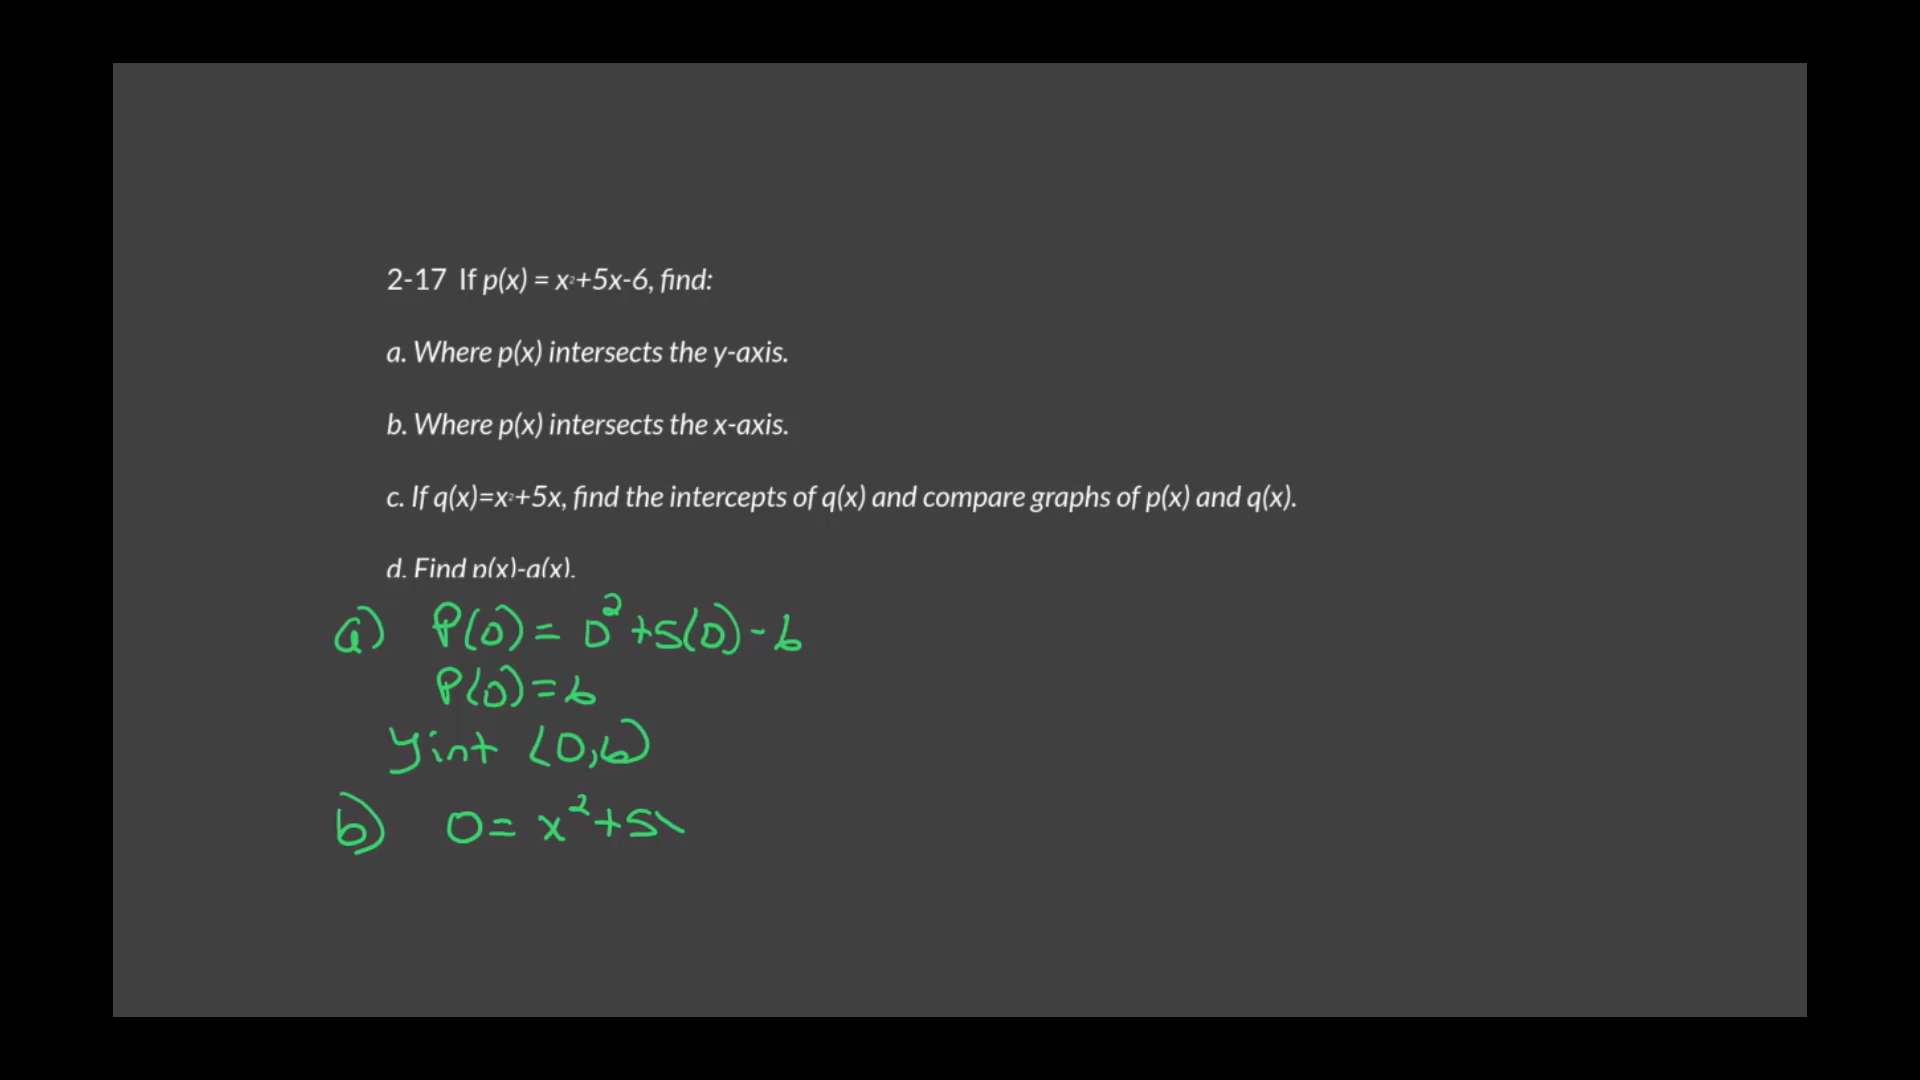 2-17 If p(x) = x²+5x-6, find:
a. Where p(x) intersects the y-axis.
b. Where p(x) intersects the x-axis.
c. If q(x)=x²+5x, find the intercepts of q(x) and compare graphs of p(x) and q(x).
d. Find p(x)-q(x).
a) P(0) = 0²+5(0)-6
P(0)=6
yint (0,6)
b) 0= x²+5